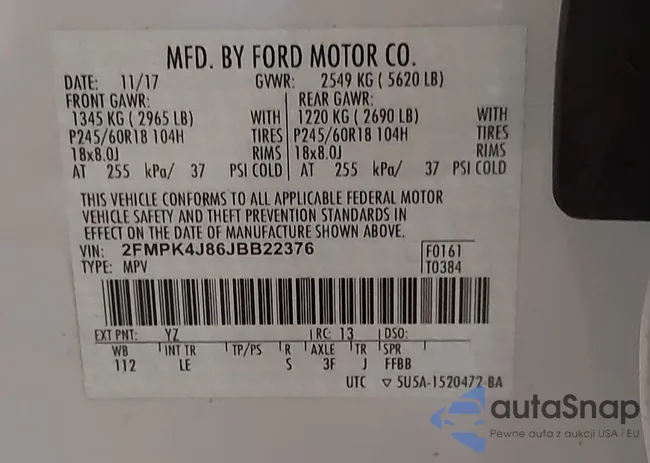 MFD. BY FORD MOTOR CO.
DATE: 11/17 GVWR: 2549 KG ( 5620 LB)
FRONT GAWR: REAR GAWR:
1345 KG ( 2965 LB) WITH 1220 KG ( 2690 LB) WITH
P245/60R18 104H TIRES P245/60R18 104H TIRES
18x8.0J RIMS 18x8.0J RIMS
AT 255 kPa/ 37 PSI COLD AT 255 kPa/ 37 PSI COLD
THIS VEHICLE CONFORMS TO ALL APPLICABLE FEDERAL MOTOR
VEHICLE SAFETY AND THEFT PREVENTION STANDARDS IN
EFFECT ON THE DATE OF MANUFACTURE SHOWN ABOVE.
VIN: 2FMPK4J86JBB22376 F0161
TYPE: MPV T0384
EXT PNT: YZ RC: 13 DSO:
WB INT TR TP/PS R AXLE TR SPR
112 LE S 3F J FFBB
UTC ▽ SU5A-1520472-BA
autaSnap
Pewne auta z aukcji USA i EU